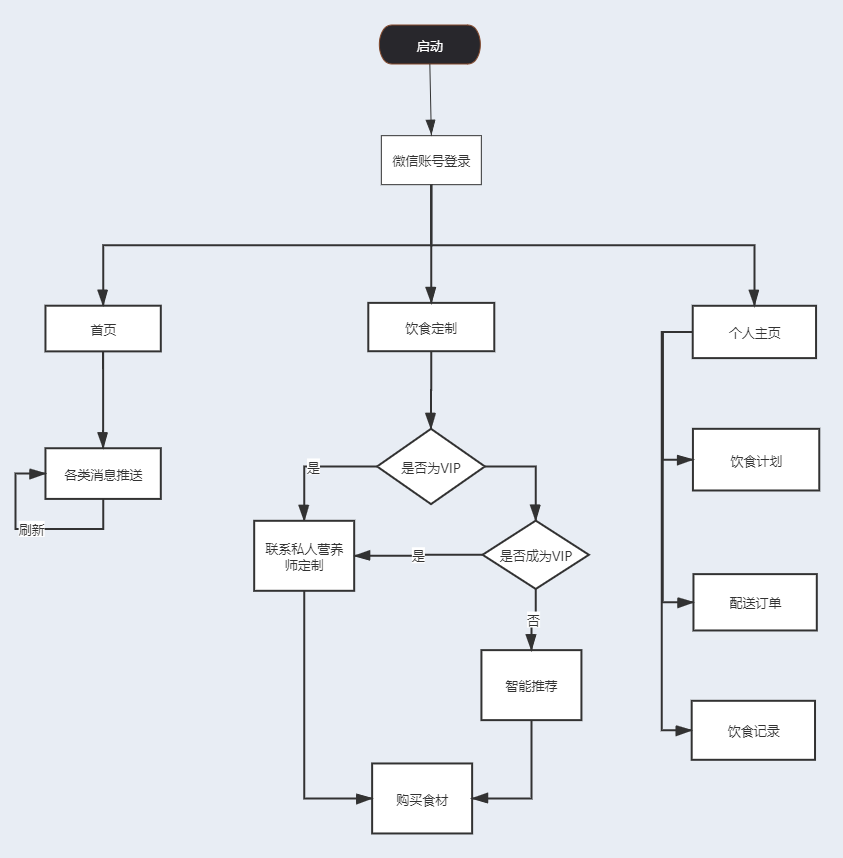 启动
微信账号登录
首页
饮食定制
个人主页
各类消息推送
刷新
是否为VIP
是
联系私人营养
师定制
是
是否成为VIP
否
智能推荐
购买食材
饮食计划
配送订单
饮食记录